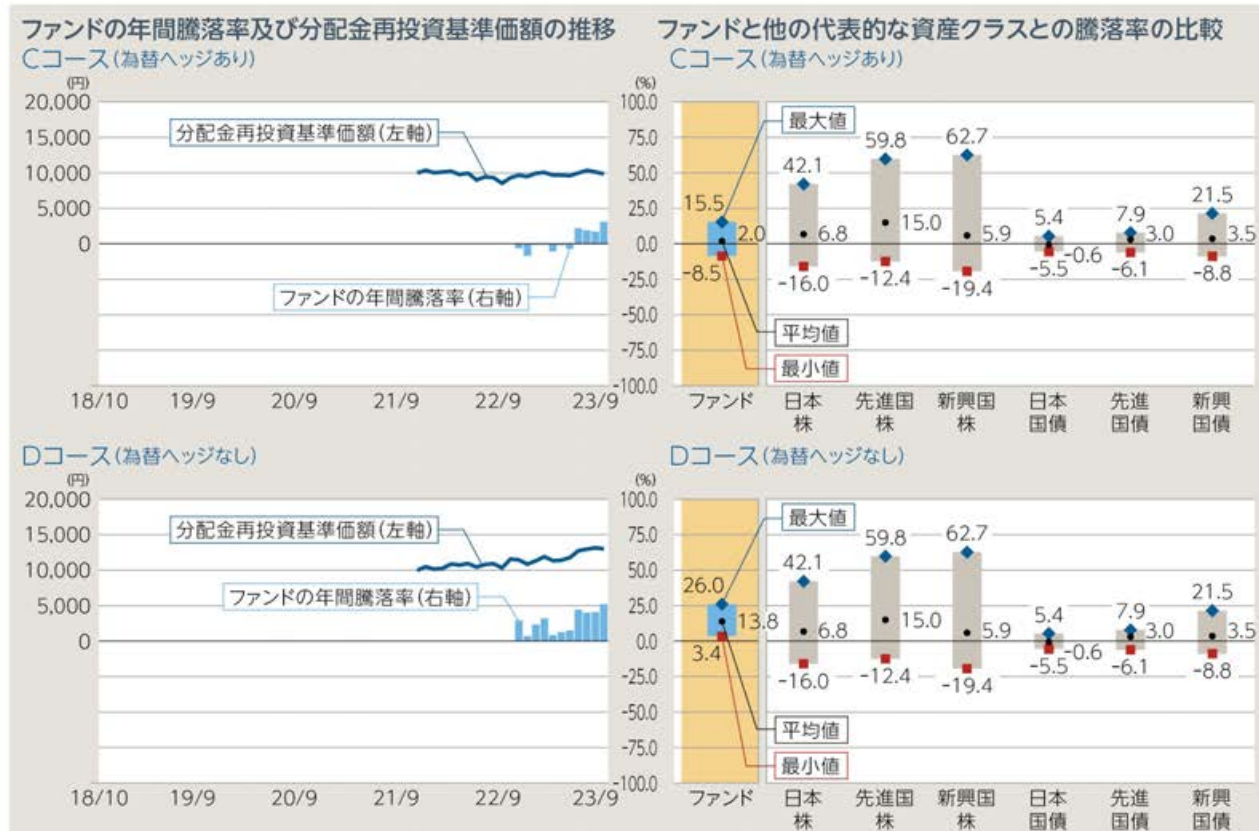 ファンドの年間騰落率及び分配金再投資基準価額の推移
Cコース(為替ヘッジあり)
(円)
(%)
20,000
100.0
15,000
75.0
分配金再投資基準価額(左軸)
10,000
50.0
5,000
25.0
0
0.0
-25.0
ファンドの年間騰落率(右軸)
-50.0
-75.0
-100.0
18/10 19/9 20/9 21/9 22/9 23/9
ファンドと他の代表的な資産クラスとの騰落率の比較
Cコース(為替ヘッジあり)
最大値
59.8
62.7
42.1
15.5
21.5
5.4
7.9
2.0
6.8
15.0
5.9
-0.6
3.0
3.5
-8.5
-16.0
-12.4
-19.4
-5.5
-6.1
-8.8
平均値
最小値
ファンド
日本株
先進国株
新興国株
日本国債
先進国債
新興国債
Dコース(為替ヘッジなし)
(円)
(%)
20,000
100.0
15,000
75.0
分配金再投資基準価額(左軸)
10,000
50.0
ファンドの年間騰落率(右軸)
5,000
25.0
0
0.0
-25.0
-50.0
-75.0
-100.0
18/10 19/9 20/9 21/9 22/9 23/9
Dコース(為替ヘッジなし)
最大値
59.8
62.7
42.1
26.0
21.5
5.4
7.9
13.8
6.8
15.0
5.9
-0.6
3.0
3.5
3.4
-16.0
-12.4
-19.4
-5.5
-6.1
-8.8
平均値
最小値
ファンド
日本株
先進国株
新興国株
日本国債
先進国債
新興国債